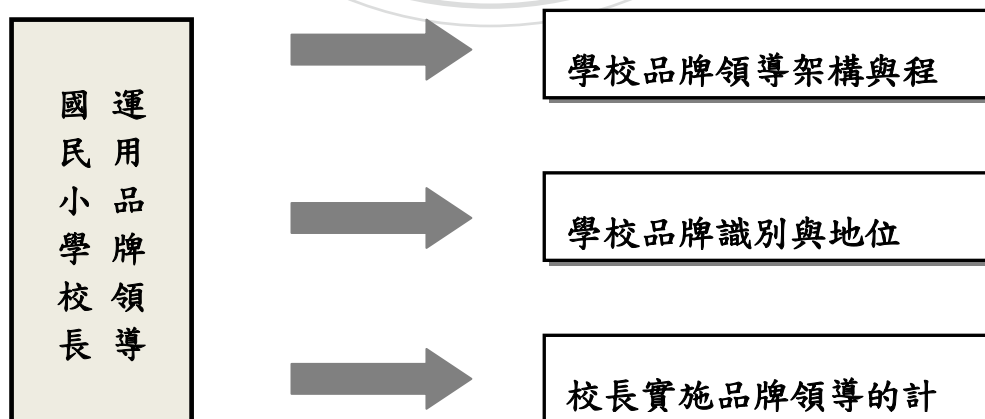 國民小學校長
運用品牌領導
學校品牌領導架構與程
學校品牌識別與地位
校長實施品牌領導的計